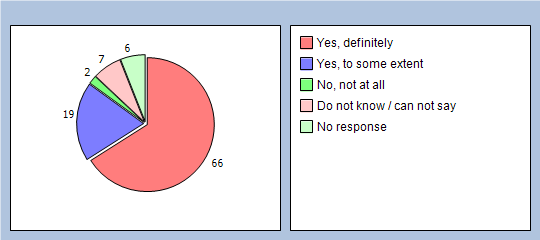 6
7
2
19
66
Yes, definitely
Yes, to some extent
No, not at all
Do not know / can not say
No response